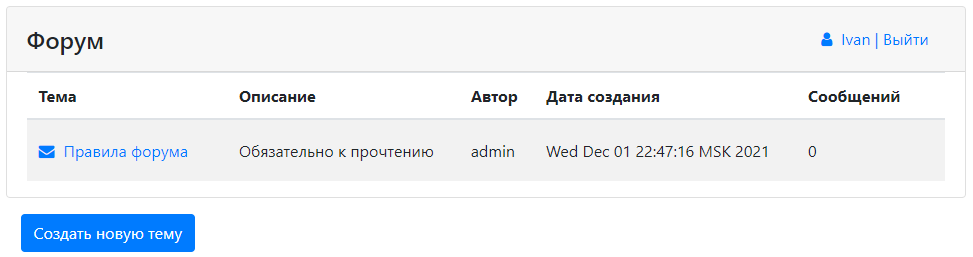 Форум
Ivan | Выйти
Тема Описание Автор Дата создания Сообщений
Правила форума Обязательно к прочтению admin Wed Dec 01 22:47:16 MSK 2021 0
Создать новую тему